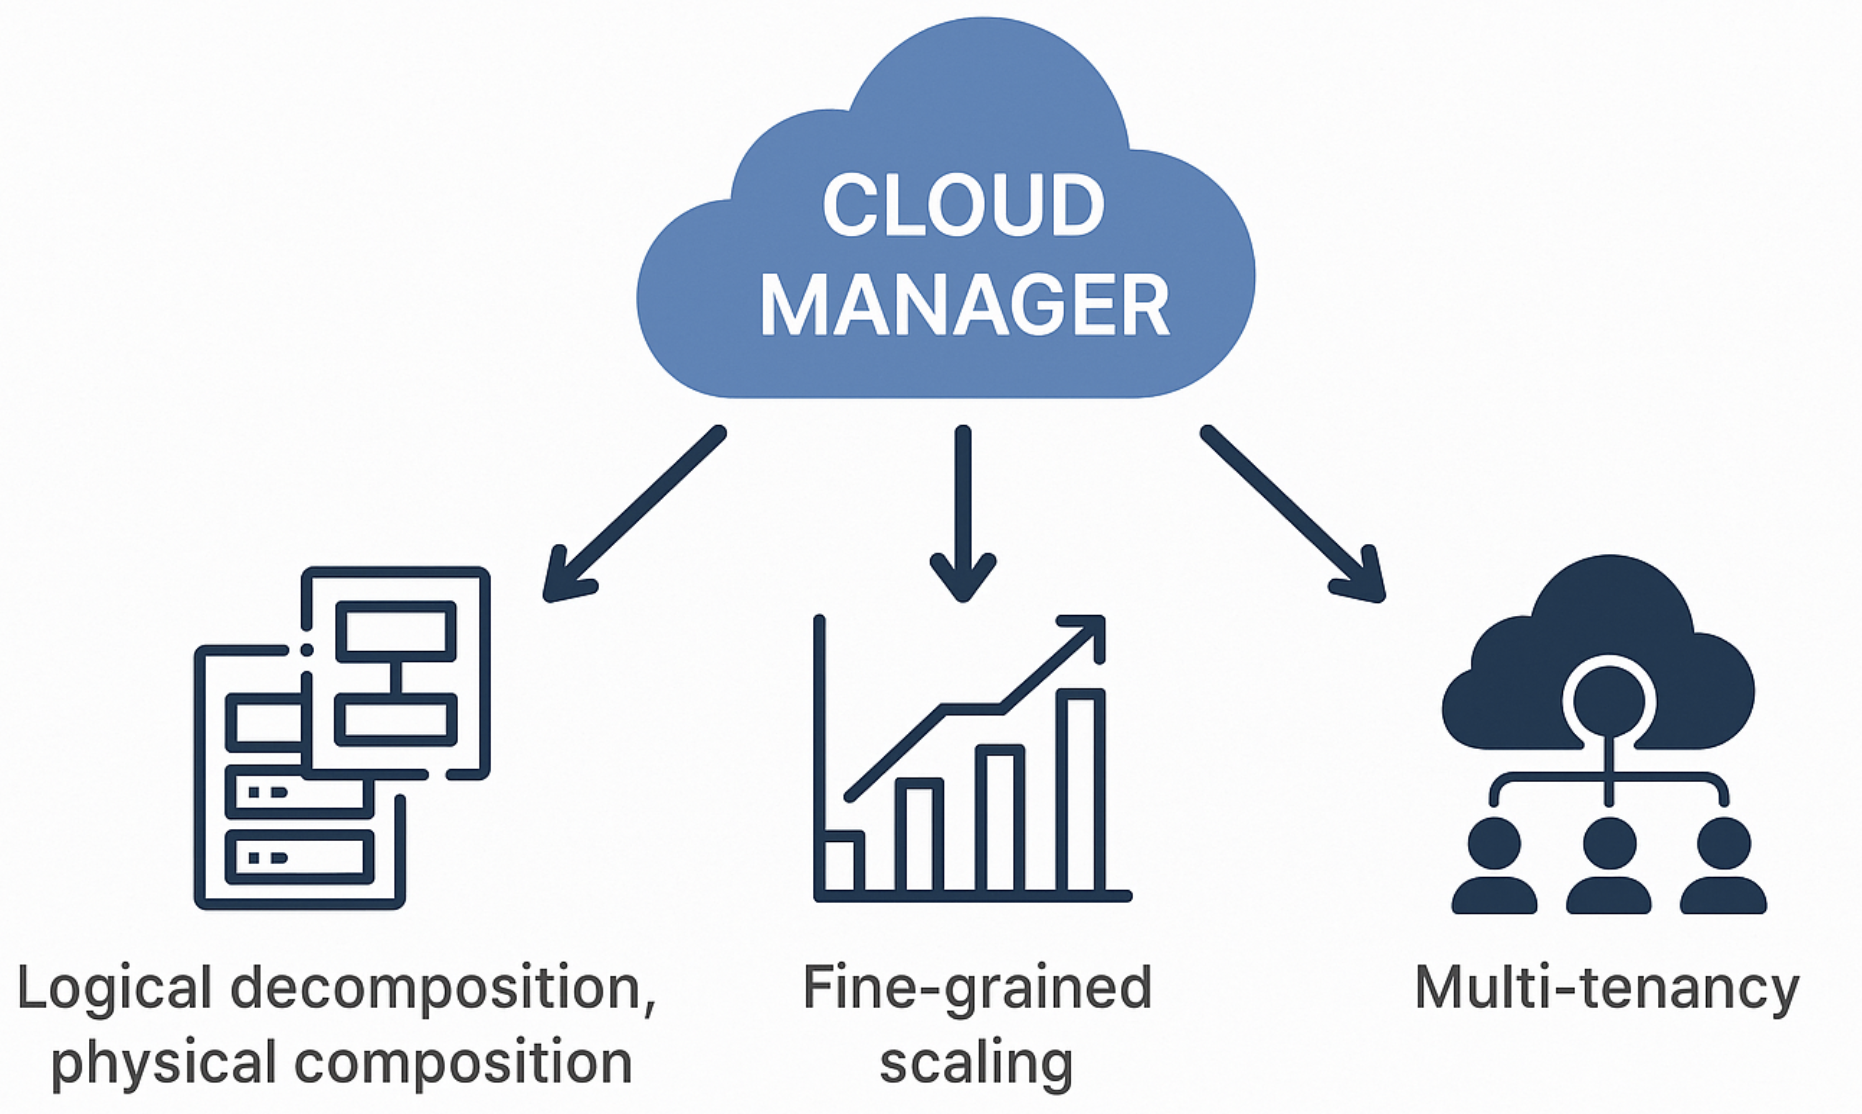 CLOUD
MANAGER
Logical decomposition,
physical composition
Fine-grained
scaling
Multi-tenancy